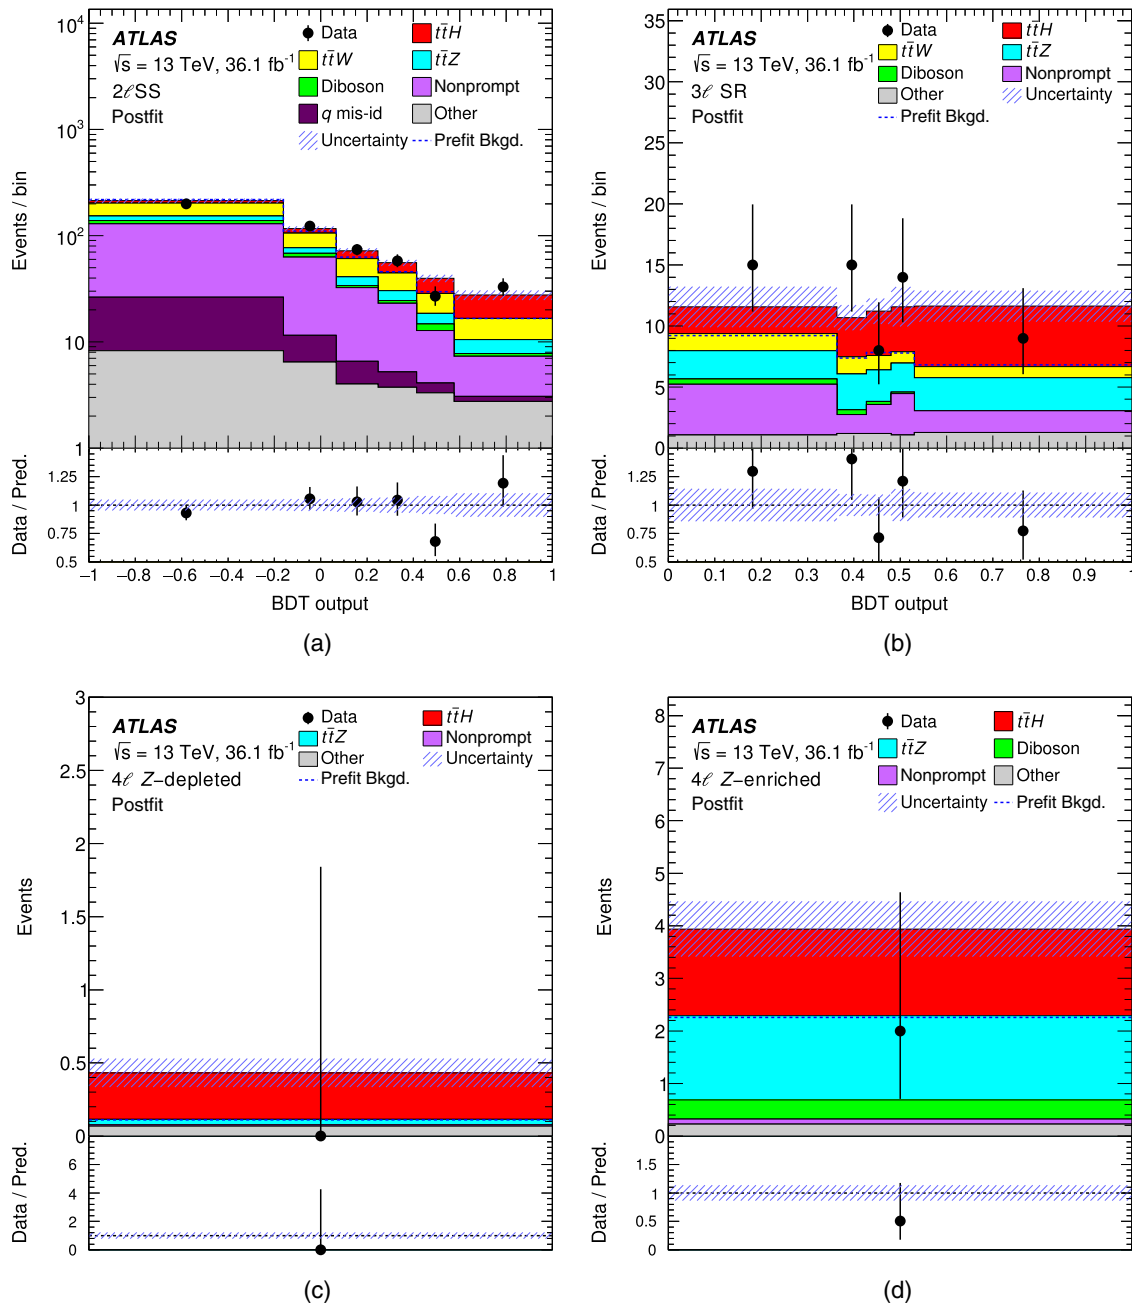 10⁴
10³
10²
10
1
Events / bin
ATLAS
√s = 13 TeV, 36.1 fb⁻¹
2ℓSS
Postfit
Data
tt̄H
tt̄W
tt̄Z
Diboson
Nonprompt
q mis-id
Other
Uncertainty
Prefit Bkgd.
Data / Pred.
1
1.25
1
0.75
0.5
−1 −0.8 −0.6 −0.4 −0.2 0 0.2 0.4 0.6 0.8 1
BDT output
(a)
35
30
25
20
15
10
5
0
Events / bin
ATLAS
√s = 13 TeV, 36.1 fb⁻¹
3ℓ SR
Postfit
Data
tt̄H
tt̄W
tt̄Z
Diboson
Nonprompt
Other
Uncertainty
Prefit Bkgd.
Data / Pred.
1.25
1
0.75
0.5
0 0.1 0.2 0.3 0.4 0.5 0.6 0.7 0.8 0.9 1
BDT output
(b)
3
2.5
2
1.5
1
0.5
0
Events
ATLAS
√s = 13 TeV, 36.1 fb⁻¹
4ℓ Z−depleted
Postfit
Data
tt̄H
tt̄Z
Nonprompt
Other
Uncertainty
Prefit Bkgd.
Data / Pred.
6
4
2
0
(c)
8
7
6
5
4
3
2
1
0
Events
ATLAS
√s = 13 TeV, 36.1 fb⁻¹
4ℓ Z−enriched
Postfit
Data
tt̄H
tt̄Z
Diboson
Nonprompt
Other
Uncertainty
Prefit Bkgd.
Data / Pred.
1.5
1
0.5
0
(d)